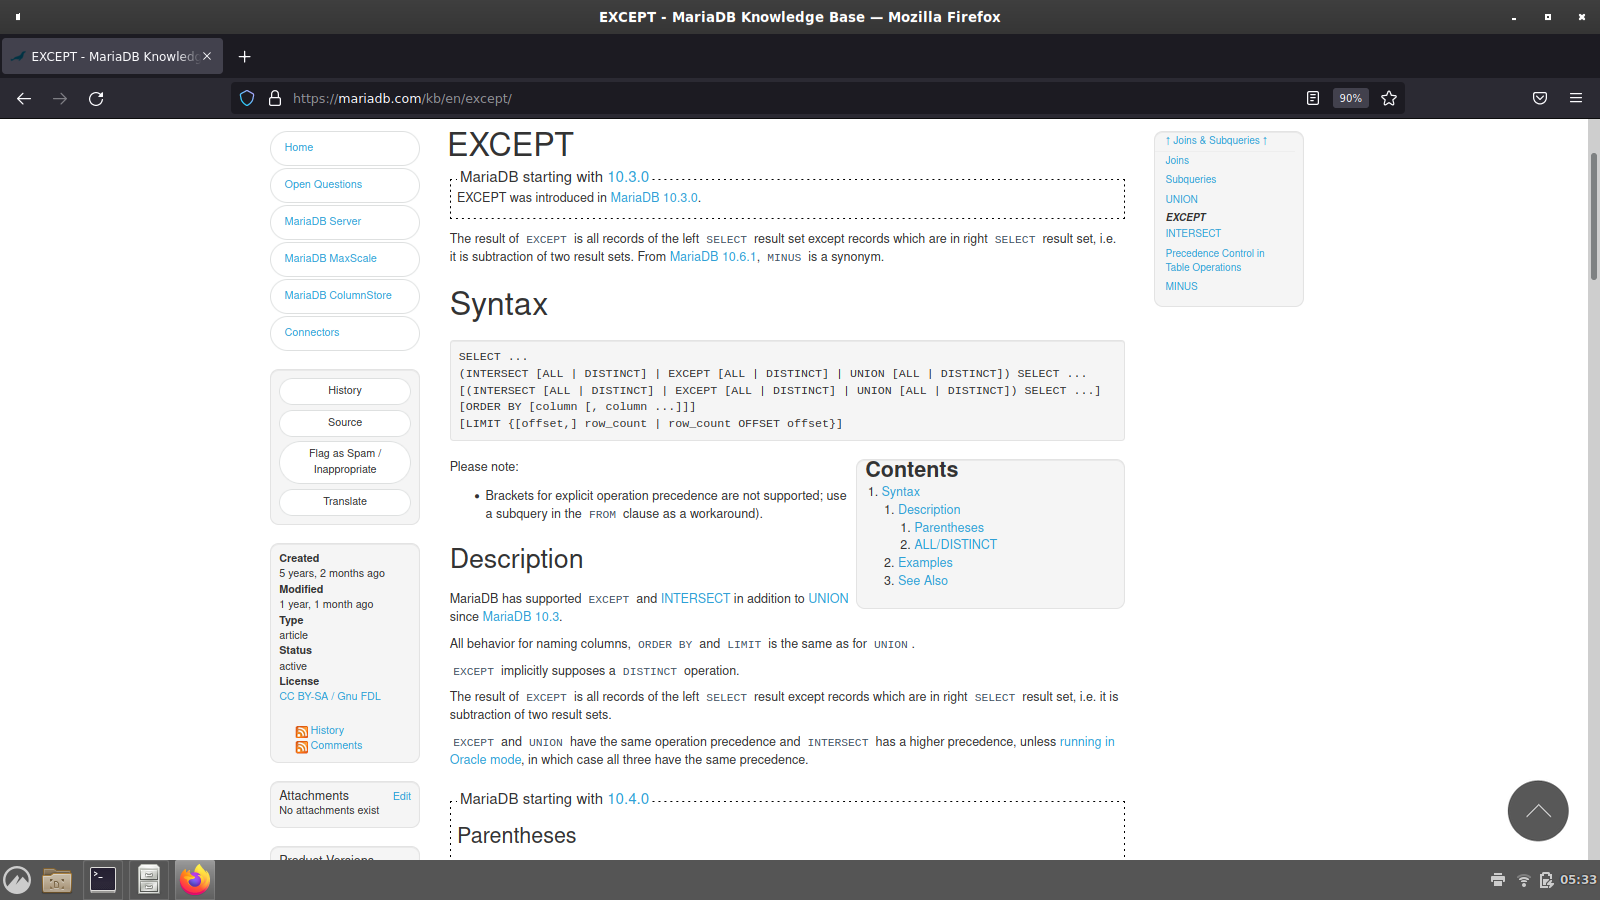 EXCEPT - MariaDB Knowledge Base — Mozilla Firefox
EXCEPT - MariaDB Knowledg
https://mariadb.com/kb/en/except/
90%
Home
Open Questions
MariaDB Server
MariaDB MaxScale
MariaDB ColumnStore
Connectors
History
Source
Flag as Spam /
Inappropriate
Translate
Created
5 years, 2 months ago
Modified
1 year, 1 month ago
Type
article
Status
active
License
CC BY-SA / Gnu FDL
History
Comments
Attachments
Edit
No attachments exist
Product Versions
EXCEPT
MariaDB starting with 10.3.0
EXCEPT was introduced in MariaDB 10.3.0.
The result of EXCEPT is all records of the left SELECT result set except records which are in right SELECT result set, i.e.
it is subtraction of two result sets. From MariaDB 10.6.1, MINUS is a synonym.
Syntax
SELECT ...
(INTERSECT [ALL | DISTINCT] | EXCEPT [ALL | DISTINCT] | UNION [ALL | DISTINCT]) SELECT ...
[(INTERSECT [ALL | DISTINCT] | EXCEPT [ALL | DISTINCT] | UNION [ALL | DISTINCT]) SELECT ...]
[ORDER BY [column [, column ...]]]
[LIMIT {[offset,] row_count | row_count OFFSET offset}]
Please note:
• Brackets for explicit operation precedence are not supported; use
a subquery in the FROM clause as a workaround).
Contents
1. Syntax
1. Description
1. Parentheses
2. ALL/DISTINCT
2. Examples
3. See Also
Description
MariaDB has supported EXCEPT and INTERSECT in addition to UNION
since MariaDB 10.3.
All behavior for naming columns, ORDER BY and LIMIT is the same as for UNION .
EXCEPT implicitly supposes a DISTINCT operation.
The result of EXCEPT is all records of the left SELECT result except records which are in right SELECT result set, i.e. it is
subtraction of two result sets.
EXCEPT and UNION have the same operation precedence and INTERSECT has a higher precedence, unless running in
Oracle mode, in which case all three have the same precedence.
MariaDB starting with 10.4.0
Parentheses
↑ Joins & Subqueries ↑
Joins
Subqueries
UNION
EXCEPT
INTERSECT
Precedence Control in
Table Operations
MINUS
05:33